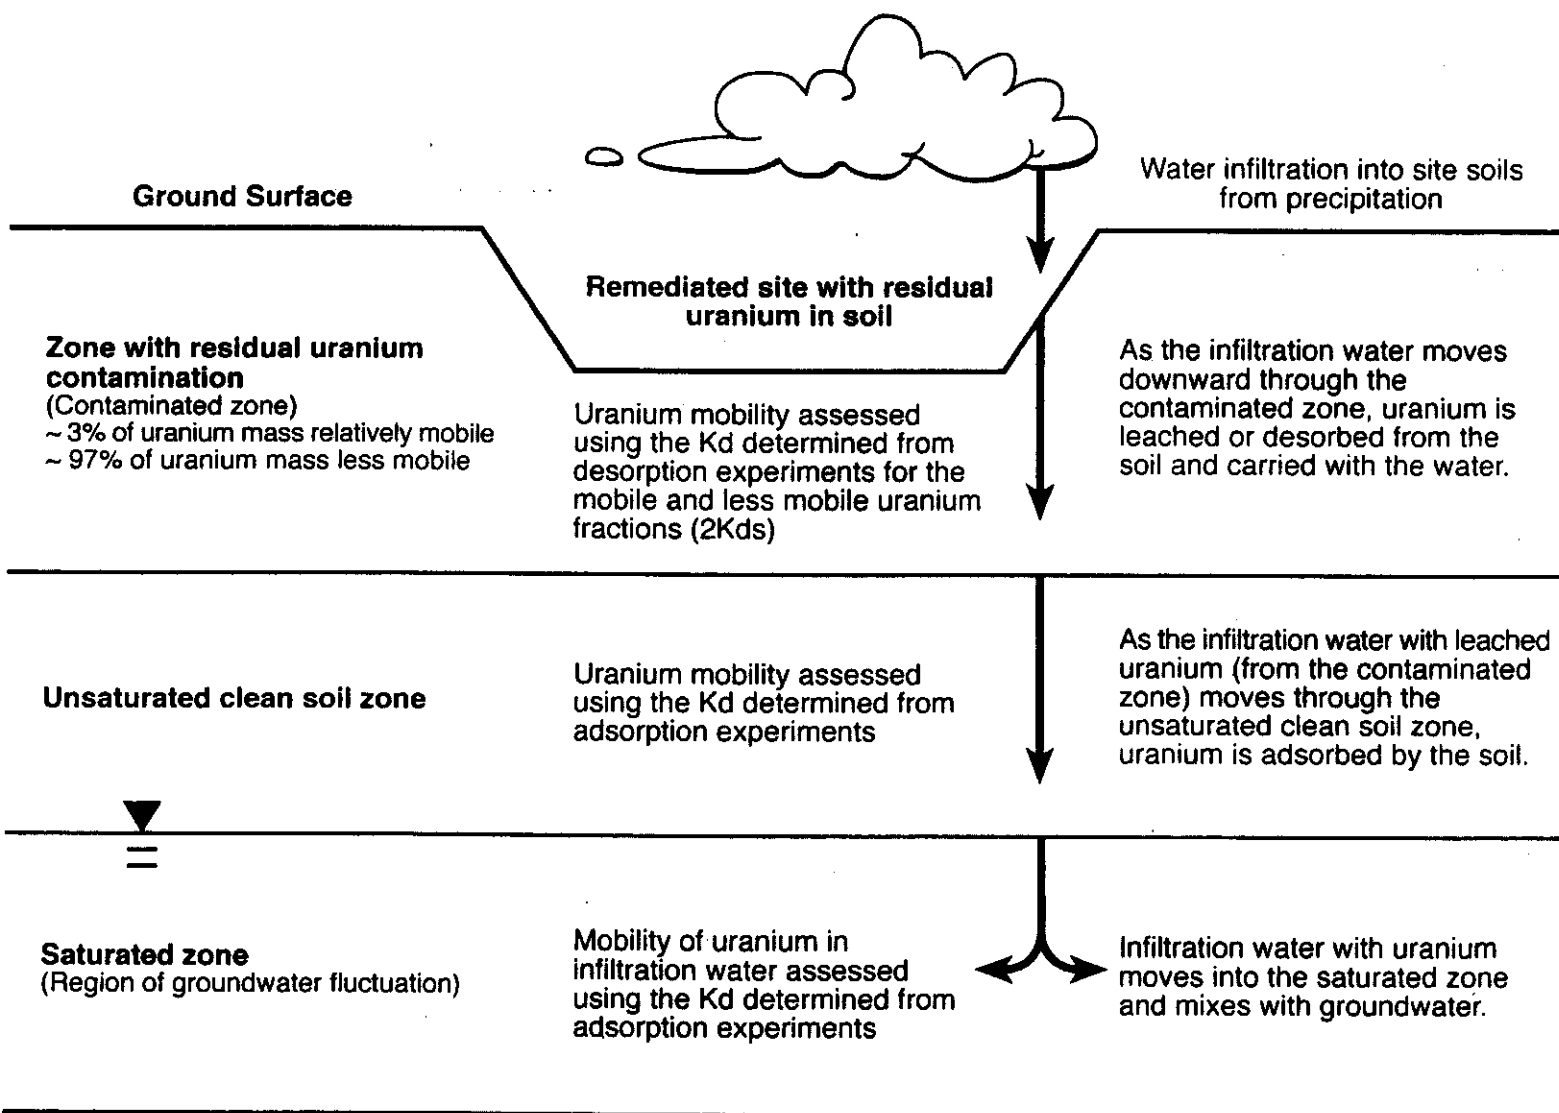 Ground Surface
Water infiltration into site soils
from precipitation
Remediated site with residual
uranium in soil
Zone with residual uranium
contamination
(Contaminated zone)
~ 3% of uranium mass relatively mobile
~ 97% of uranium mass less mobile
Uranium mobility assessed
using the Kd determined from
desorption experiments for the
mobile and less mobile uranium
fractions (2Kds)
As the infiltration water moves
downward through the
contaminated zone, uranium is
leached or desorbed from the
soil and carried with the water.
Unsaturated clean soil zone
Uranium mobility assessed
using the Kd determined from
adsorption experiments
As the infiltration water with leached
uranium (from the contaminated
zone) moves through the
unsaturated clean soil zone,
uranium is adsorbed by the soil.
Saturated zone
(Region of groundwater fluctuation)
Mobility of uranium in
infiltration water assessed
using the Kd determined from
adsorption experiments
Infiltration water with uranium
moves into the saturated zone
and mixes with groundwater.